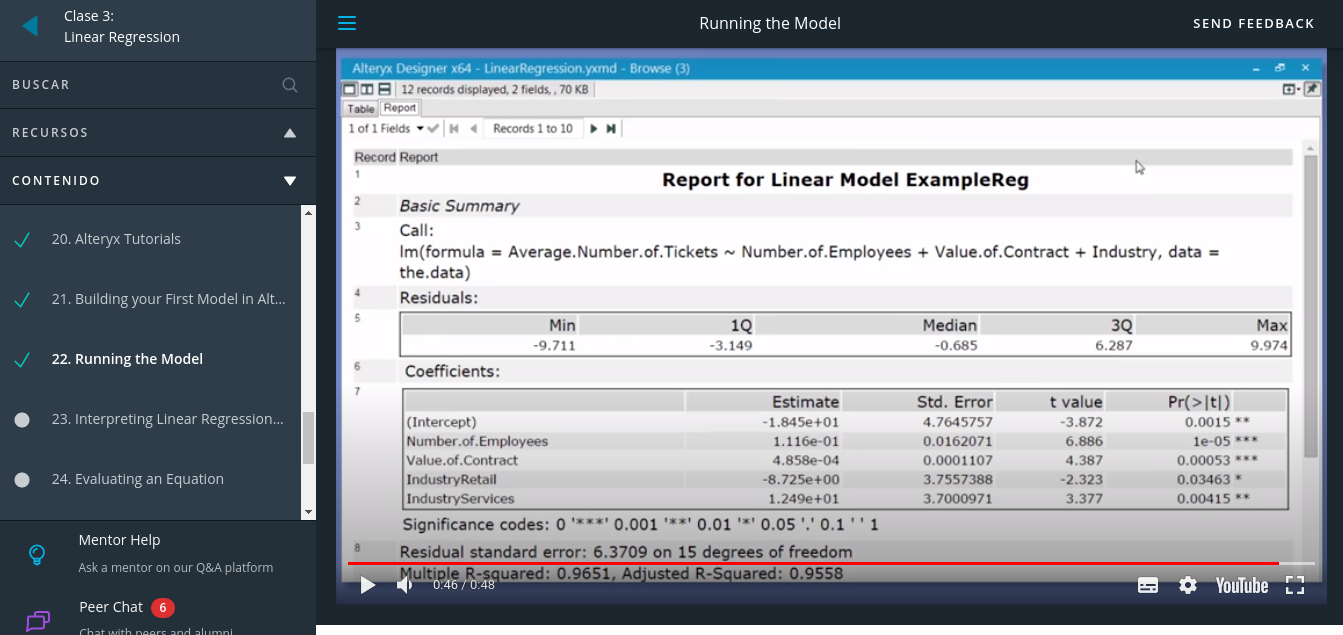 Clase 3:
Linear Regression
BUSCAR
RECURSOS
CONTENIDO
20. Alteryx Tutorials
21. Building your First Model in Alt...
22. Running the Model
23. Interpreting Linear Regression...
24. Evaluating an Equation
Mentor Help
Ask a mentor on our Q&A platform
Peer Chat 6
Chat with peers and alumni
Running the Model
SEND FEEDBACK
Alteryx Designer x64 - LinearRegression.yxmd - Browse (3)
12 records displayed, 2 fields, , 70 KB
Table Report
1 of 1 Fields Records 1 to 10
Record Report
1 Report for Linear Model ExampleReg
2 Basic Summary
3 Call:
lm(formula = Average.Number.of.Tickets ~ Number.of.Employees + Value.of.Contract + Industry, data =
the.data)
4 Residuals:
5 Min 1Q Median 3Q Max
-9.711 -3.149 -0.685 6.287 9.974
6 Coefficients:
7 Estimate Std. Error t value Pr(>|t|)
(Intercept) -1.845e+01 4.7645757 -3.872 0.0015 **
Number.of.Employees 1.116e-01 0.0162071 6.886 1e-05 ***
Value.of.Contract 4.858e-04 0.0001107 4.387 0.00053 ***
IndustryRetail -8.725e+00 3.7557388 -2.323 0.03463 *
IndustryServices 1.249e+01 3.7000971 3.377 0.00415 **
Significance codes: 0 '***' 0.001 '**' 0.01 '*' 0.05 '.' 0.1 ' ' 1
8 Residual standard error: 6.3709 on 15 degrees of freedom
Multiple R-squared: 0.9651, Adjusted R-Squared: 0.9558
0:46 / 0:48
YouTube